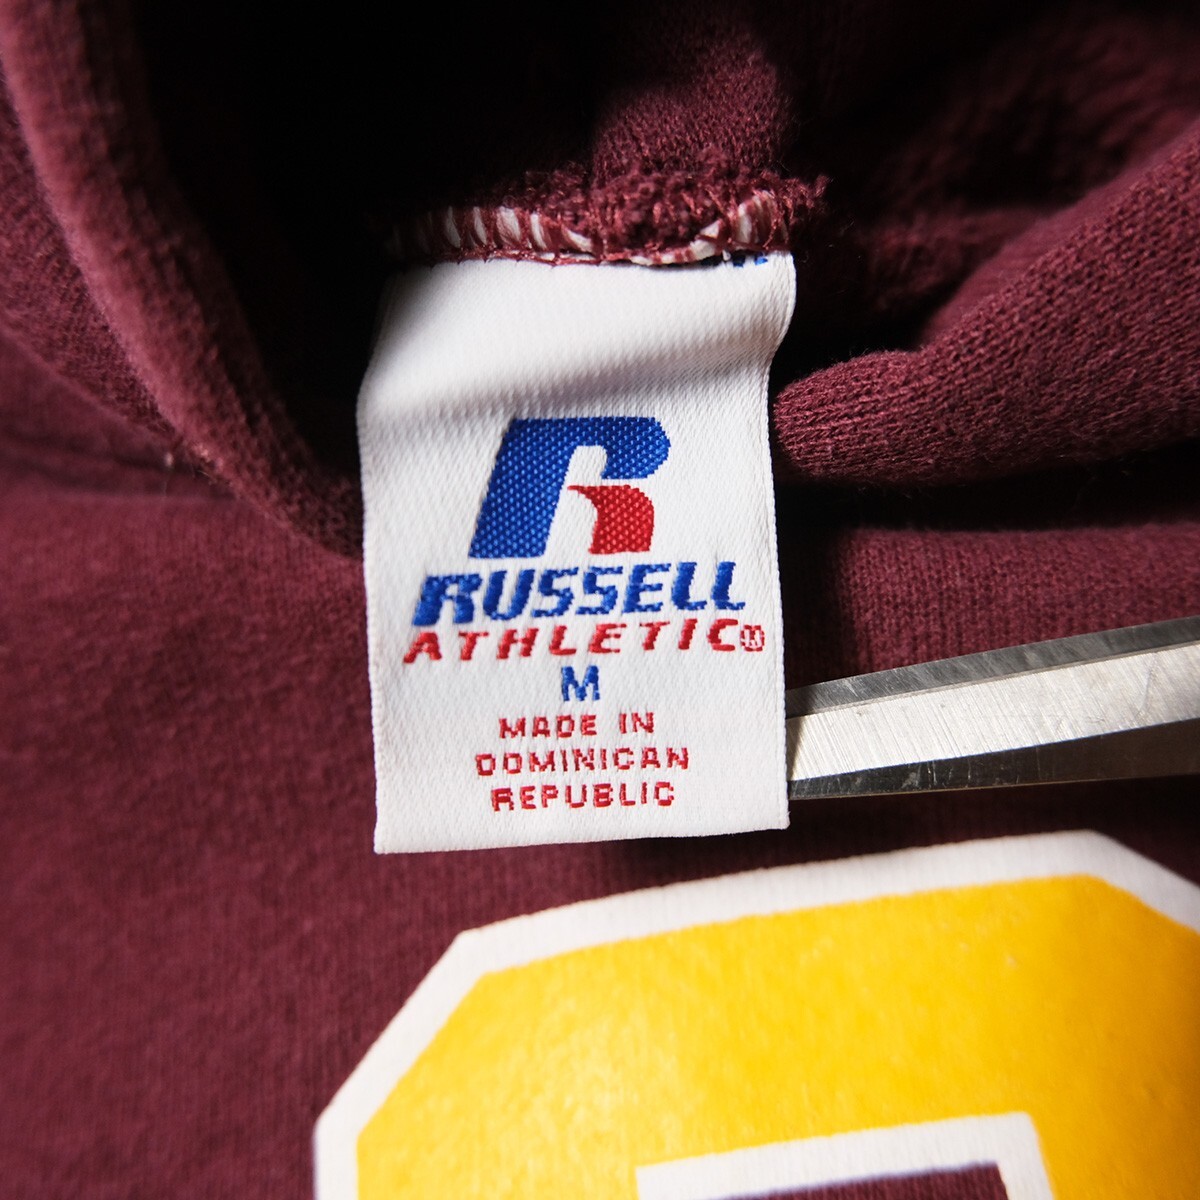 R
RUSSELL
ATHLETIC®
M
MADE IN
DOMINICAN
REPUBLIC